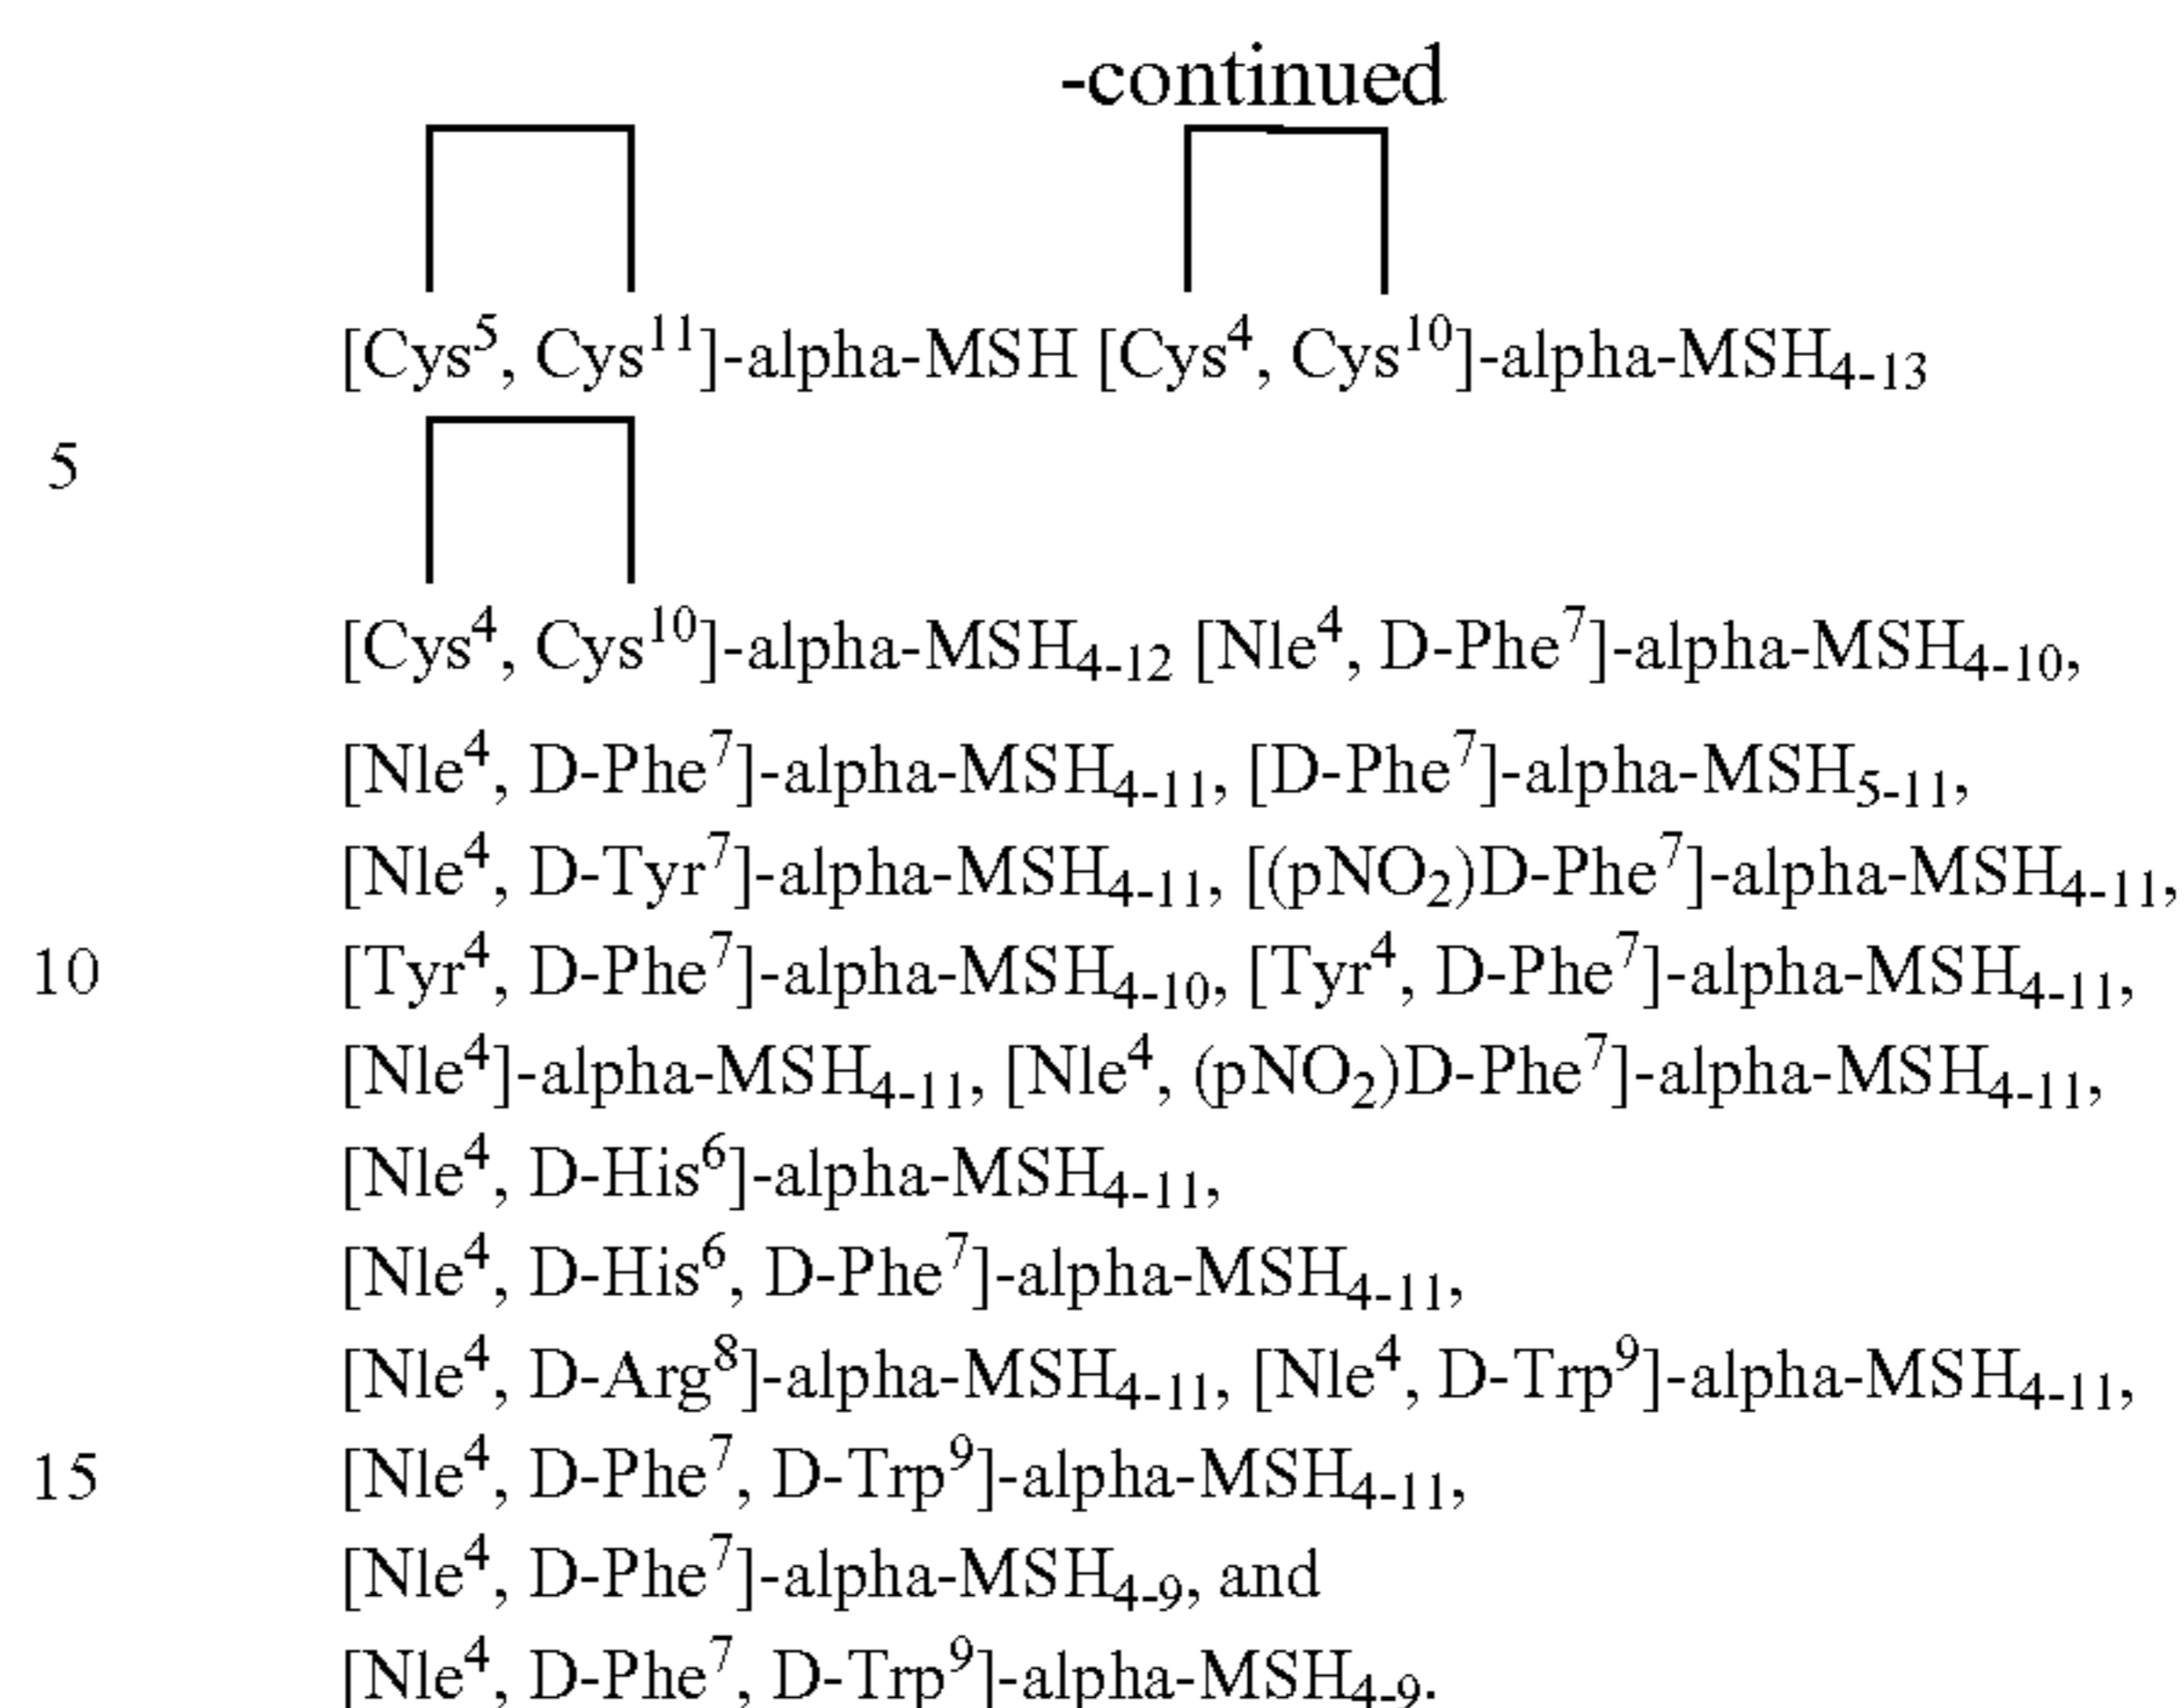 -continued
[Cys⁵, Cys¹¹]-alpha-MSH [Cys⁴, Cys¹⁰]-alpha-MSH₄₋₁₃
5
[Cys⁴, Cys¹⁰]-alpha-MSH₄₋₁₂ [Nle⁴, D-Phe⁷]-alpha-MSH₄₋₁₀,
[Nle⁴, D-Phe⁷]-alpha-MSH₄₋₁₁, [D-Phe⁷]-alpha-MSH₅₋₁₁,
[Nle⁴, D-Tyr⁷]-alpha-MSH₄₋₁₁, [(pNO₂)D-Phe⁷]-alpha-MSH₄₋₁₁,
10 [Tyr⁴, D-Phe⁷]-alpha-MSH₄₋₁₀, [Tyr⁴, D-Phe⁷]-alpha-MSH₄₋₁₁,
[Nle⁴]-alpha-MSH₄₋₁₁, [Nle⁴, (pNO₂)D-Phe⁷]-alpha-MSH₄₋₁₁,
[Nle⁴, D-His⁶]-alpha-MSH₄₋₁₁,
[Nle⁴, D-His⁶, D-Phe⁷]-alpha-MSH₄₋₁₁,
[Nle⁴, D-Arg⁸]-alpha-MSH₄₋₁₁, [Nle⁴, D-Trp⁹]-alpha-MSH₄₋₁₁,
15 [Nle⁴, D-Phe⁷, D-Trp⁹]-alpha-MSH₄₋₁₁,
[Nle⁴, D-Phe⁷]-alpha-MSH₄₋₉, and
[Nle⁴, D-Phe⁷, D-Trp⁹]-alpha-MSH₄₋₉.